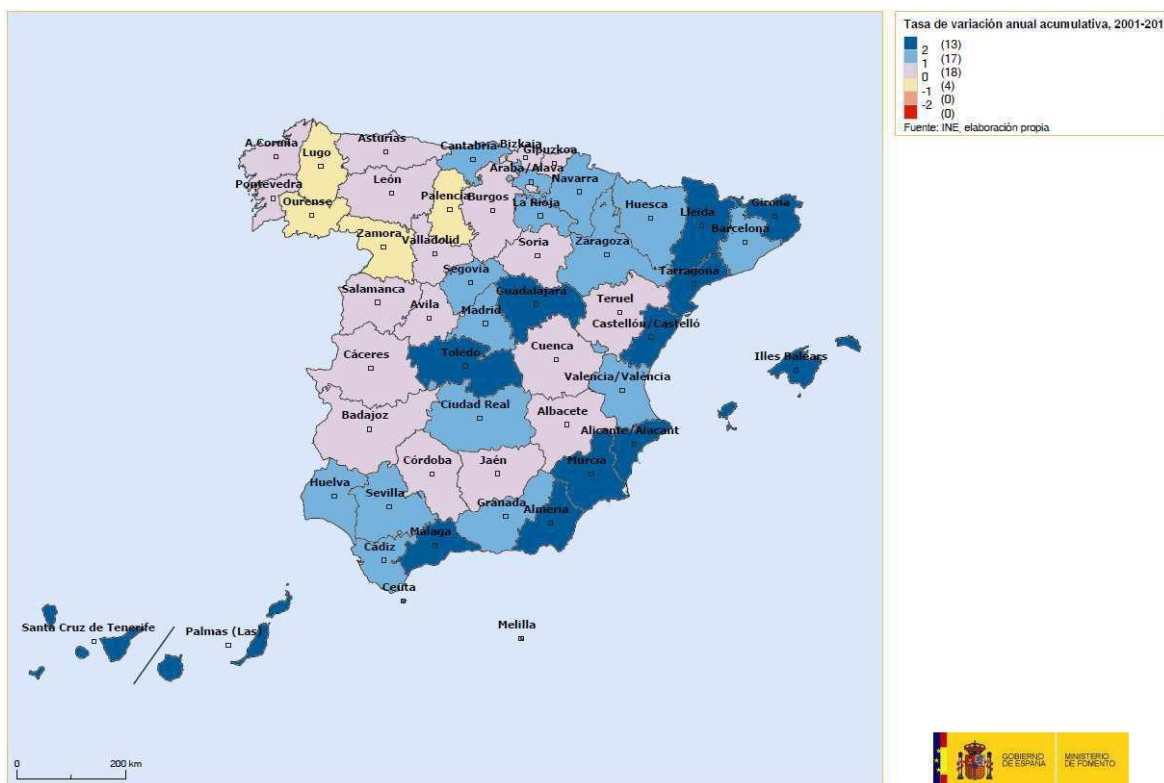 Tasa de variación anual acumulativa, 2001-201
2 (13)
1 (17)
0 (18)
-1 (4)
-2 (0)
(0)
Fuente: INE, elaboración propia
A Coruña
Lugo
Asturias
Cantabria
Bizkaia
Gipuzkoa
Araba/Álava
Navarra
Pontevedra
Ourense
León
Palencia
Burgos
La Rioja
Huesca
Lleida
Girona
Barcelona
Zamora
Valladolid
Soria
Zaragoza
Tarragona
Segovia
Salamanca
Ávila
Madrid
Guadalajara
Teruel
Castellón/Castelló
Cáceres
Toledo
Cuenca
Illes Balears
Valencia/València
Badajoz
Ciudad Real
Albacete
Alicante/Alacant
Córdoba
Jaén
Murcia
Huelva
Sevilla
Granada
Almería
Málaga
Cádiz
Ceuta
Melilla
Santa Cruz de Tenerife
Palmas (Las)
0 200 km
GOBIERNO DE ESPAÑA
MINISTERIO DE FOMENTO